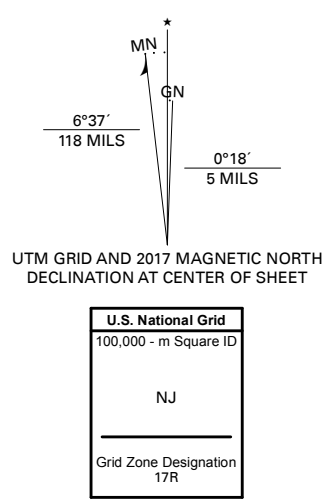 ★
MN
GN
6°37´
118 MILS
0°18´
5 MILS
UTM GRID AND 2017 MAGNETIC NORTH
DECLINATION AT CENTER OF SHEET
U.S. National Grid
100,000 - m Square ID
NJ
Grid Zone Designation
17R